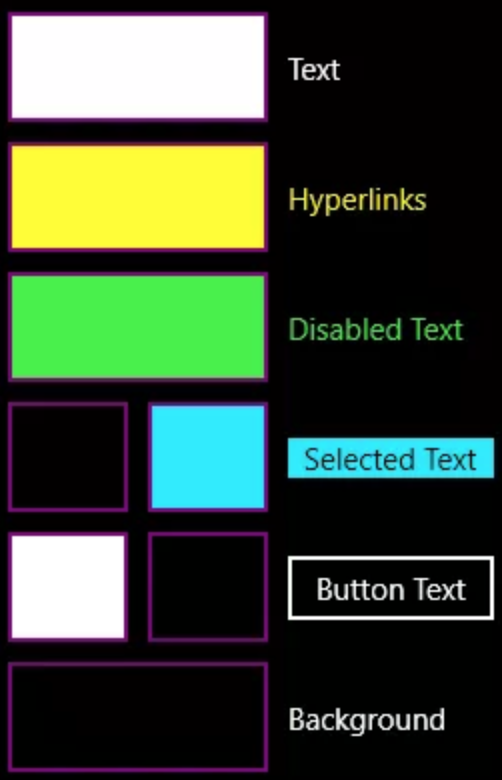 Text
Hyperlinks
Disabled Text
Selected Text
Button Text
Background